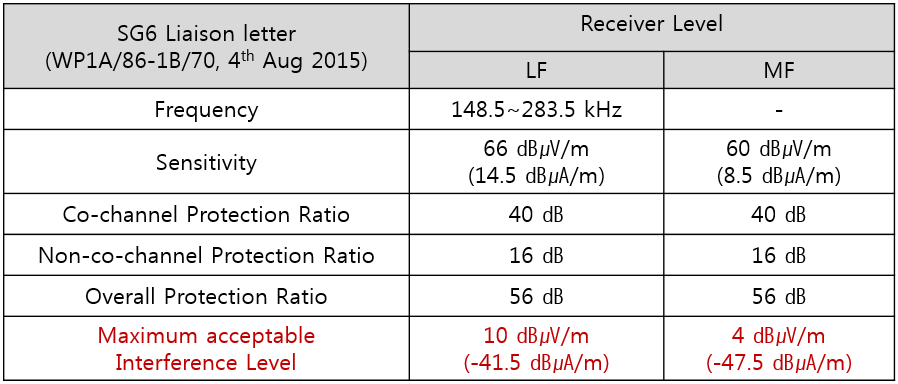 SG6 Liaison letter
(WP1A/86-1B/70, 4th Aug 2015)
Receiver Level
LF
MF
Frequency
148.5~283.5 kHz
-
Sensitivity
66 dBµV/m
(14.5 dBµA/m)
60 dBµV/m
(8.5 dBµA/m)
Co-channel Protection Ratio
40 dB
40 dB
Non-co-channel Protection Ratio
16 dB
16 dB
Overall Protection Ratio
56 dB
56 dB
Maximum acceptable
Interference Level
10 dBµV/m
(-41.5 dBµA/m)
4 dBµV/m
(-47.5 dBµA/m)